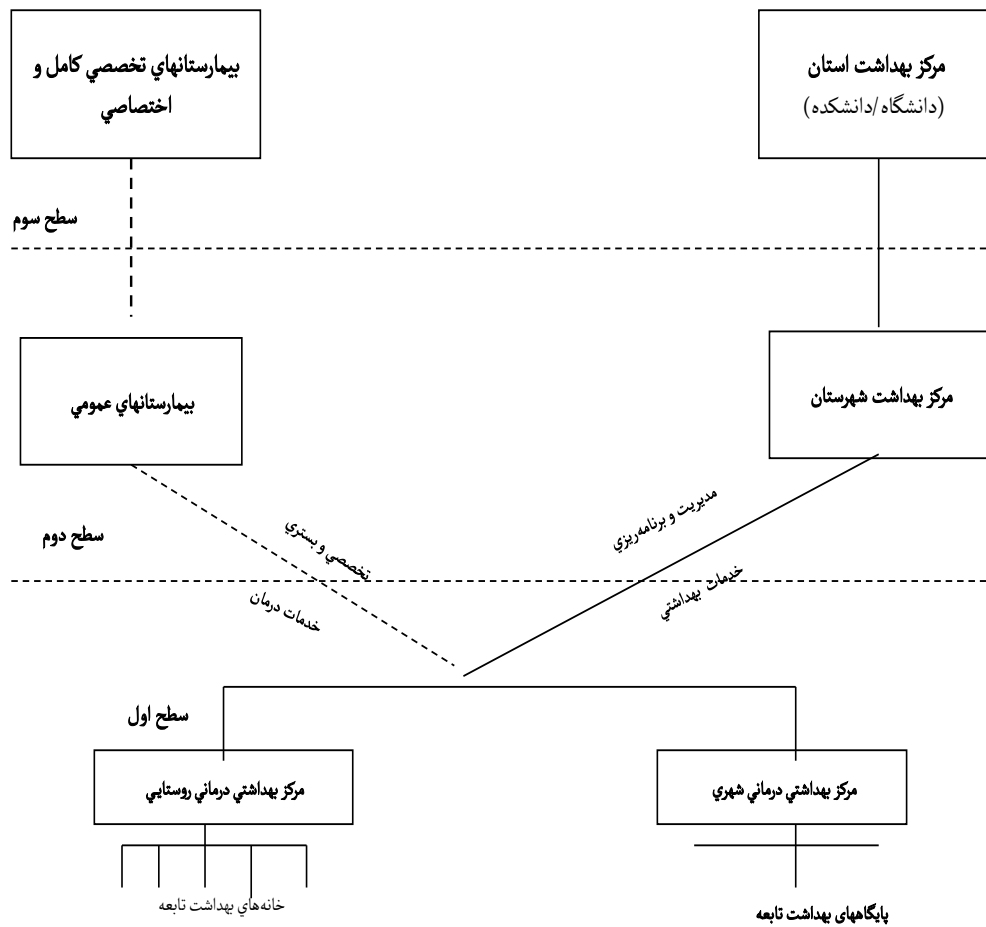 مركز بهداشت استان
(دانشگاه/دانشكده)
بيمارستانهاي تخصصي كامل و
اختصاصي
سطح سوم
مركز بهداشت شهرستان
بيمارستانهاي عمومي
مديريت و برنامه‌ريزي
تخصصي و بستري
سطح دوم
خدمات بهداشتي
خدمات درمان
سطح اول
مركز بهداشتي درماني شهري
مركز بهداشتي درماني روستايي
پايگاههاي بهداشت تابعه
خانه‌هاي بهداشت تابعه